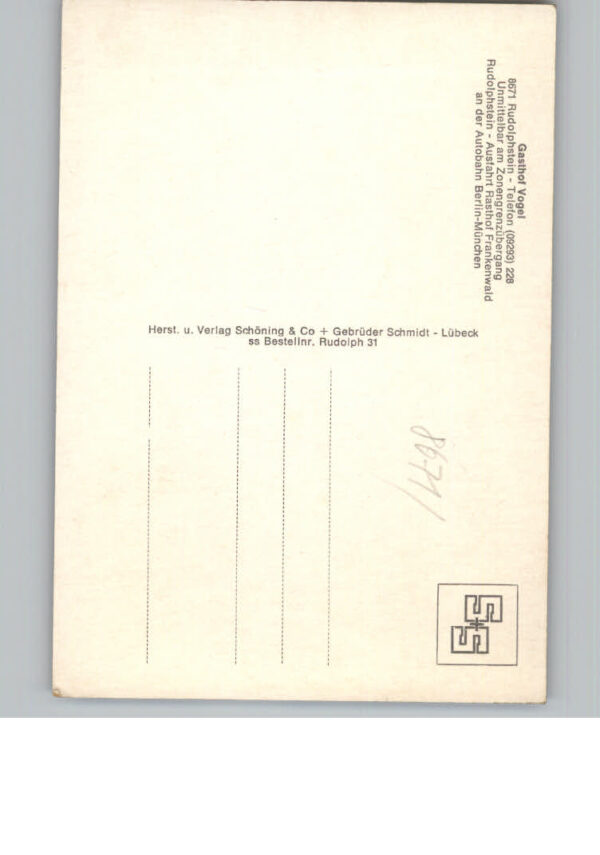 Gasthof Vogel
8671 Rudolphstein - Telefon (09293) 228
Unmittelbar am Zonengrenzübergang
Rudolphstein - Ausfahrt Rasthof Frankenwald
an der Autobahn Berlin-München
Herst. u. Verlag Schöning & Co + Gebrüder Schmidt - Lübeck
ss Bestellnr. Rudolph 31
8671/
S+S